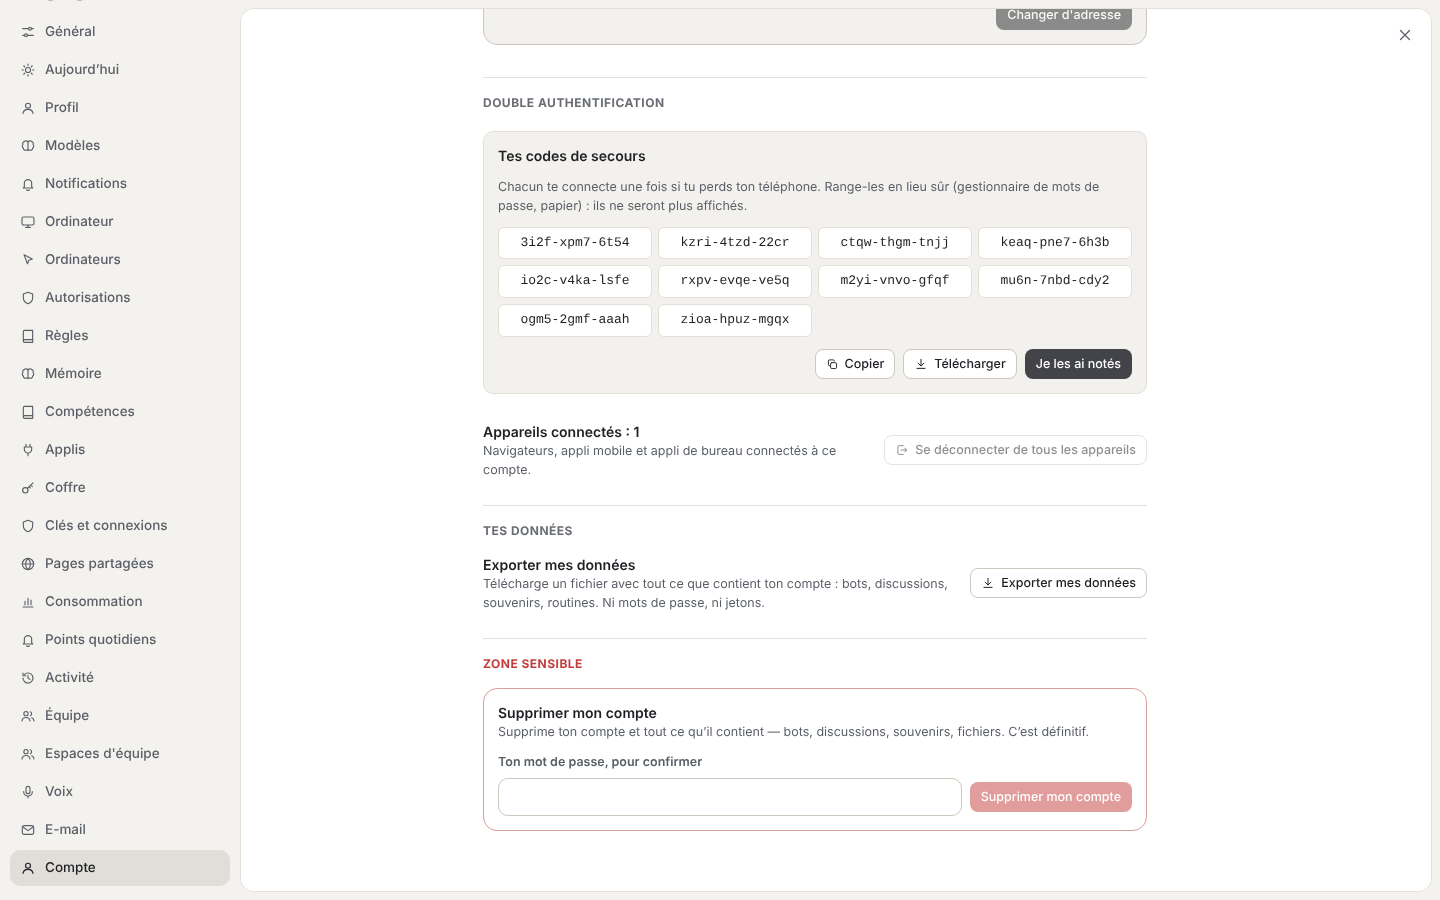 Général
Aujourd’hui
Profil
Modèles
Notifications
Ordinateur
Ordinateurs
Autorisations
Règles
Mémoire
Compétences
Applis
Coffre
Clés et connexions
Pages partagées
Consommation
Points quotidiens
Activité
Équipe
Espaces d'équipe
Voix
E-mail
Compte
Changer d'adresse
DOUBLE AUTHENTIFICATION
Tes codes de secours
Chacun te connecte une fois si tu perds ton téléphone. Range-les en lieu sûr (gestionnaire de mots de
passe, papier) : ils ne seront plus affichés.
3i2f-xpm7-6t54 kzri-4tzd-22cr ctqw-thgm-tnjj keaq-pne7-6h3b
io2c-v4ka-lsfe rxpv-evqe-ve5q m2yi-vnvo-gfqf mu6n-7nbd-cdy2
ogm5-2gmf-aaah zioa-hpuz-mgqx
Copier Télécharger Je les ai notés
Appareils connectés : 1
Navigateurs, appli mobile et appli de bureau connectés à ce
compte.
Se déconnecter de tous les appareils
TES DONNÉES
Exporter mes données
Télécharge un fichier avec tout ce que contient ton compte : bots, discussions,
souvenirs, routines. Ni mots de passe, ni jetons.
Exporter mes données
ZONE SENSIBLE
Supprimer mon compte
Supprime ton compte et tout ce qu’il contient — bots, discussions, souvenirs, fichiers. C’est définitif.
Ton mot de passe, pour confirmer
Supprimer mon compte